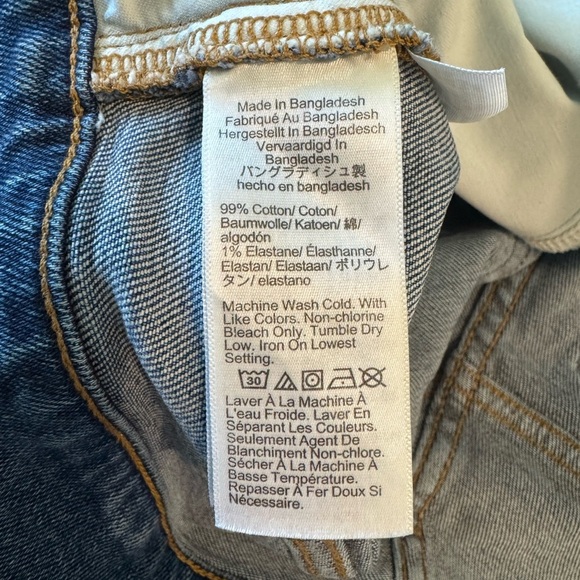 Made In Bangladesh
Fabriqué Au Bangladesh
Hergestellt In Bangladesch
Vervaardigd In
Bangladesh
バングラディシュ製
hecho en bangladesh
99% Cotton/ Coton/
Baumwolle/ Katoen/ 綿/
algodón
1% Elastane/ Élasthanne/
Elastan/ Elastaan/ ポリウレ
タン/ elastano
Machine Wash Cold. With
Like Colors. Non-chlorine
Bleach Only. Tumble Dry
Low. Iron On Lowest
Setting.
30
Laver À La Machine À
L'eau Froide. Laver En
Séparant Les Couleurs.
Seulement Agent De
Blanchiment Non-chlore.
Sécher À La Machine À
Basse Température.
Repasser À Fer Doux Si
Nécessaire.